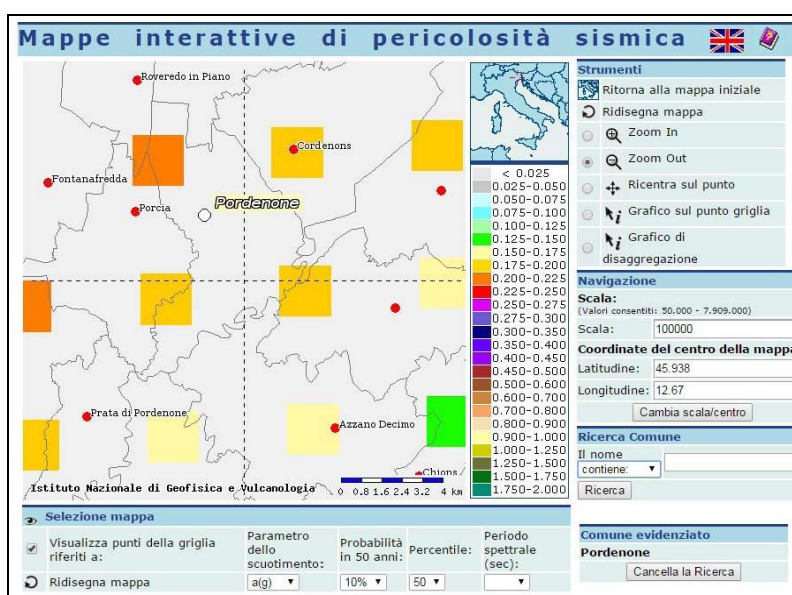 Mappe interattive di pericolosità sismica
Roveredo in Piano
Cordenons
Fontanafredda
Pordenone
Porcia
Prata di Pordenone
Azzano Decimo
Chions
Istituto Nazionale di Geofisica e Vulcanologia
0 0.8 1.6 2.4 3.2 4 km
< 0.025
0.025-0.050
0.050-0.075
0.075-0.100
0.100-0.125
0.125-0.150
0.150-0.175
0.175-0.200
0.200-0.225
0.225-0.250
0.250-0.275
0.275-0.300
0.300-0.350
0.350-0.400
0.400-0.450
0.450-0.500
0.500-0.600
0.600-0.700
0.700-0.800
0.800-0.900
0.900-1.000
1.000-1.250
1.250-1.500
1.500-1.750
1.750-2.000
Strumenti
Ritorna alla mappa iniziale
Ridisegna mappa
Zoom In
Zoom Out
Ricentra sul punto
Grafico sul punto griglia
Grafico di
disaggregazione
Navigazione
Scala:
(Valori consentiti: 50.000 - 7.909.000)
Scala: 100000
Coordinate del centro della mappa
Latitudine: 45.938
Longitudine: 12.67
Cambia scala/centro
Ricerca Comune
Il nome
contiene:
Ricerca
Selezione mappa
Visualizza punti della griglia
riferiti a:
Parametro
dello
scuotimento:
Probabilità
in 50 anni:
Percentile:
Periodo
spettrale
(sec):
Ridisegna mappa
a(g)
10%
50
Comune evidenziato
Pordenone
Cancella la Ricerca